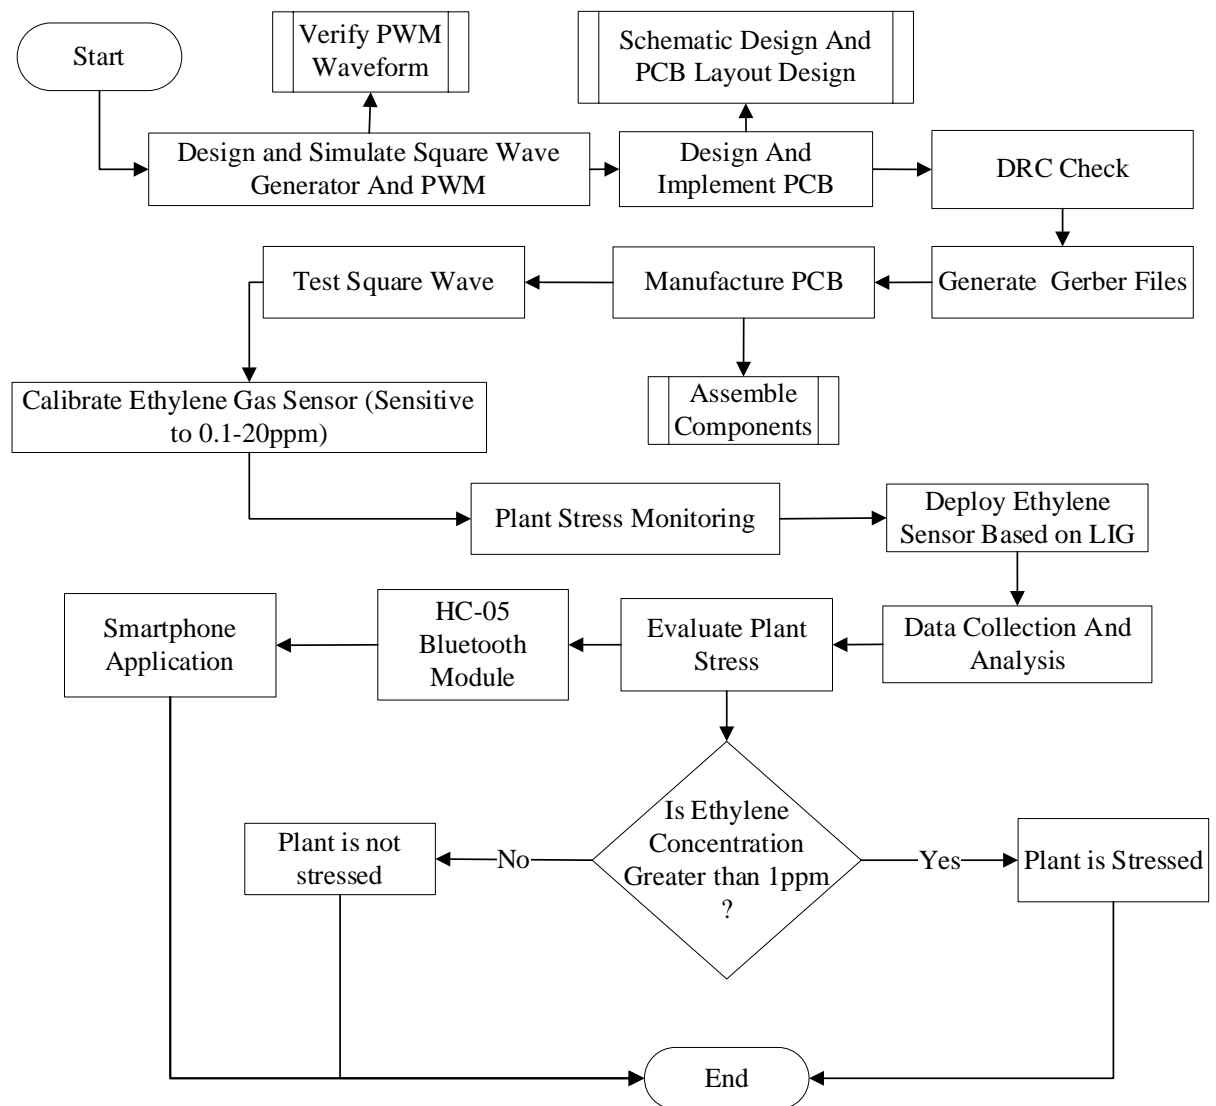 Start
Verify PWM
Waveform
Schematic Design And
PCB Layout Design
Design and Simulate Square Wave
Generator And PWM
Design And
Implement PCB
DRC Check
Test Square Wave
Manufacture PCB
Generate  Gerber Files
Calibrate Ethylene Gas Sensor (Sensitive
to 0.1-20ppm)
Assemble
Components
Plant Stress Monitoring
Deploy Ethylene
Sensor Based on LIG
Smartphone
Application
HC-05
Bluetooth
Module
Evaluate Plant
Stress
Data Collection And
Analysis
Is Ethylene
Concentration
Greater than 1ppm
?
Plant is not
stressed
No
Yes
Plant is Stressed
End